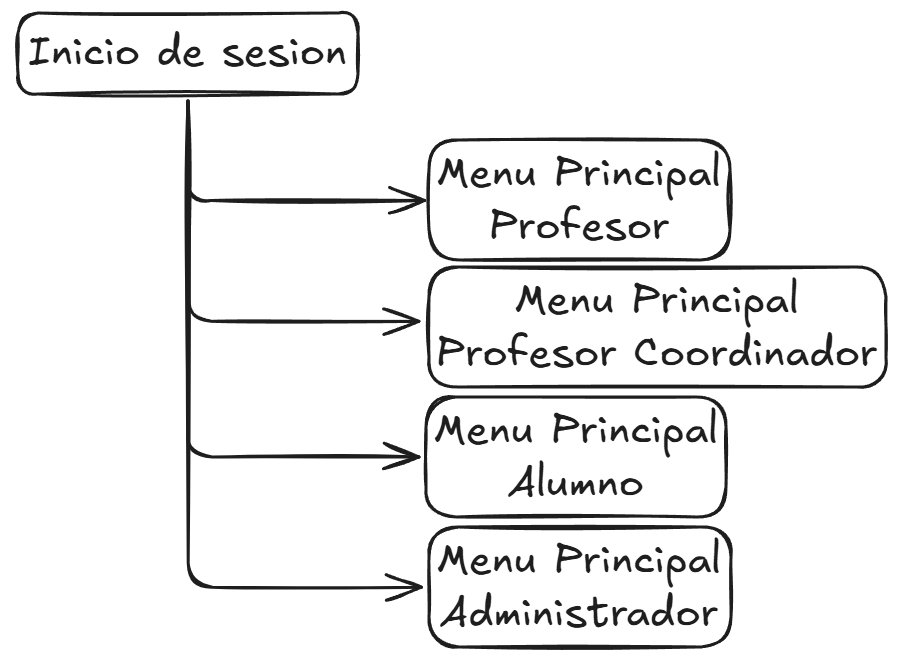 Inicio de sesion
Menu Principal
Profesor
Menu Principal
Profesor Coordinador
Menu Principal
Alumno
Menu Principal
Administrador